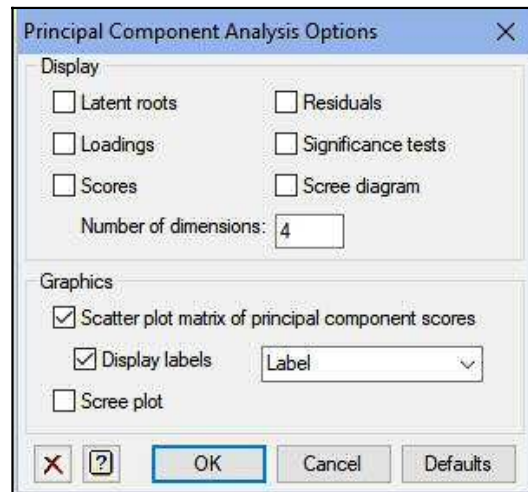 Principal Component Analysis Options
Display
Latent roots
Residuals
Loadings
Significance tests
Scores
Scree diagram
Number of dimensions: 4
Graphics
Scatter plot matrix of principal component scores
Display labels
Label
Scree plot
?
OK
Cancel
Defaults